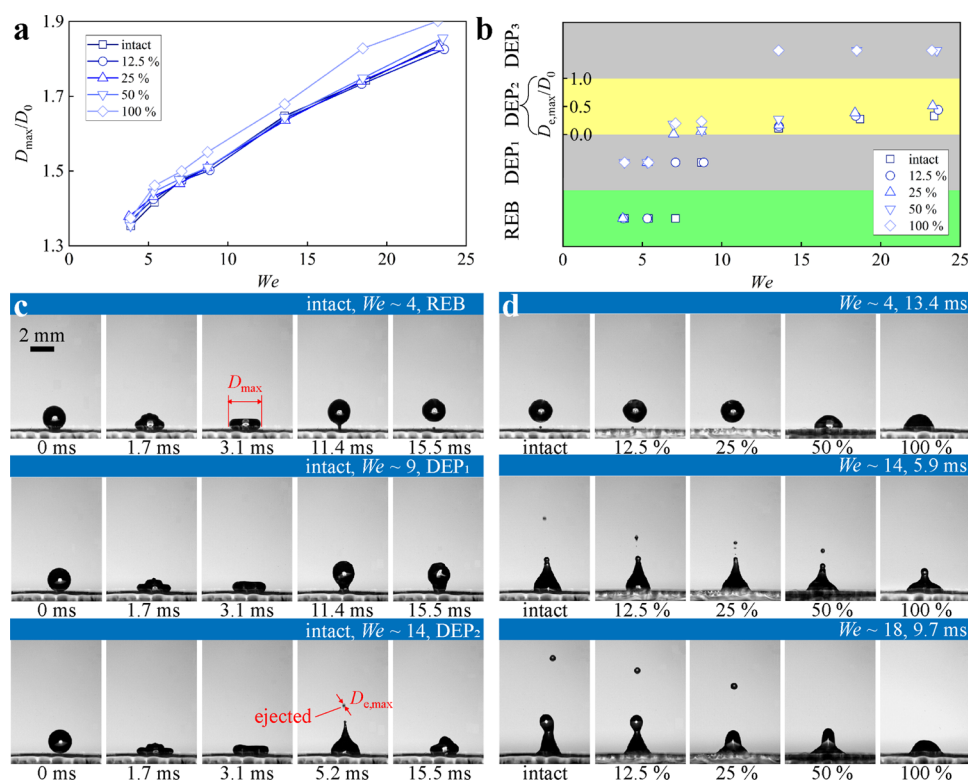 a
1.9
1.7
1.5
1.3
D_max/D_0
intact
12.5 %
25 %
50 %
100 %
0 5 10 15 20 25
We
b
DEP₃
DEP₂
DEP₁
REB
D_e,max/D_0
1.0
0.5
0.0
intact
12.5 %
25 %
50 %
100 %
0 5 10 15 20 25
We
c
intact, We ~ 4, REB
2 mm
D_max
0 ms 1.7 ms 3.1 ms 11.4 ms 15.5 ms
intact, We ~ 9, DEP₁
0 ms 1.7 ms 3.1 ms 11.4 ms 15.5 ms
intact, We ~ 14, DEP₂
ejected
D_e,max
0 ms 1.7 ms 3.1 ms 5.2 ms 15.5 ms
d
We ~ 4, 13.4 ms
intact 12.5 % 25 % 50 % 100 %
We ~ 14, 5.9 ms
intact 12.5 % 25 % 50 % 100 %
We ~ 18, 9.7 ms
intact 12.5 % 25 % 50 % 100 %